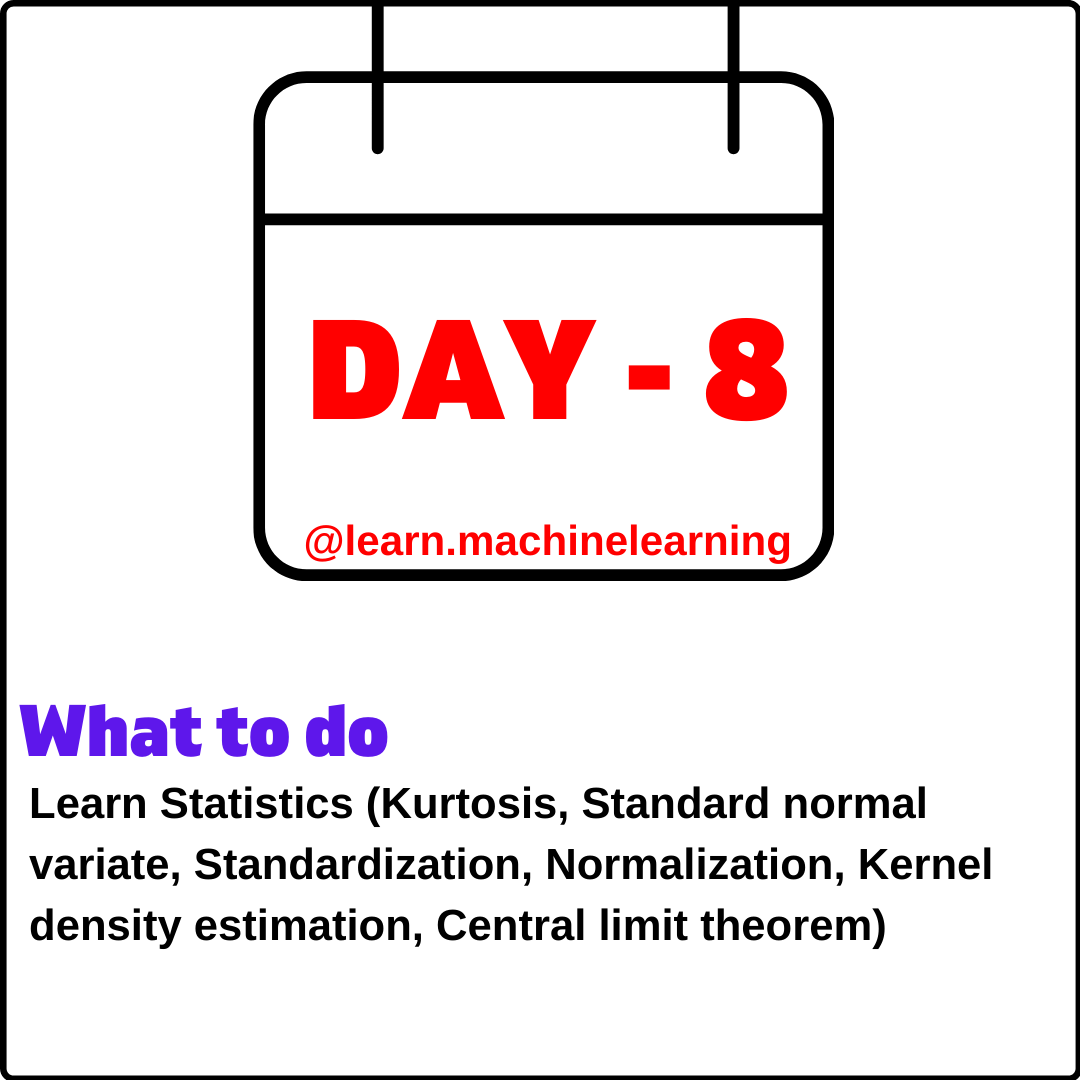 DAY - 8
@learn.machinelearning
What to do
Learn Statistics (Kurtosis, Standard normal
variate, Standardization, Normalization, Kernel
density estimation, Central limit theorem)